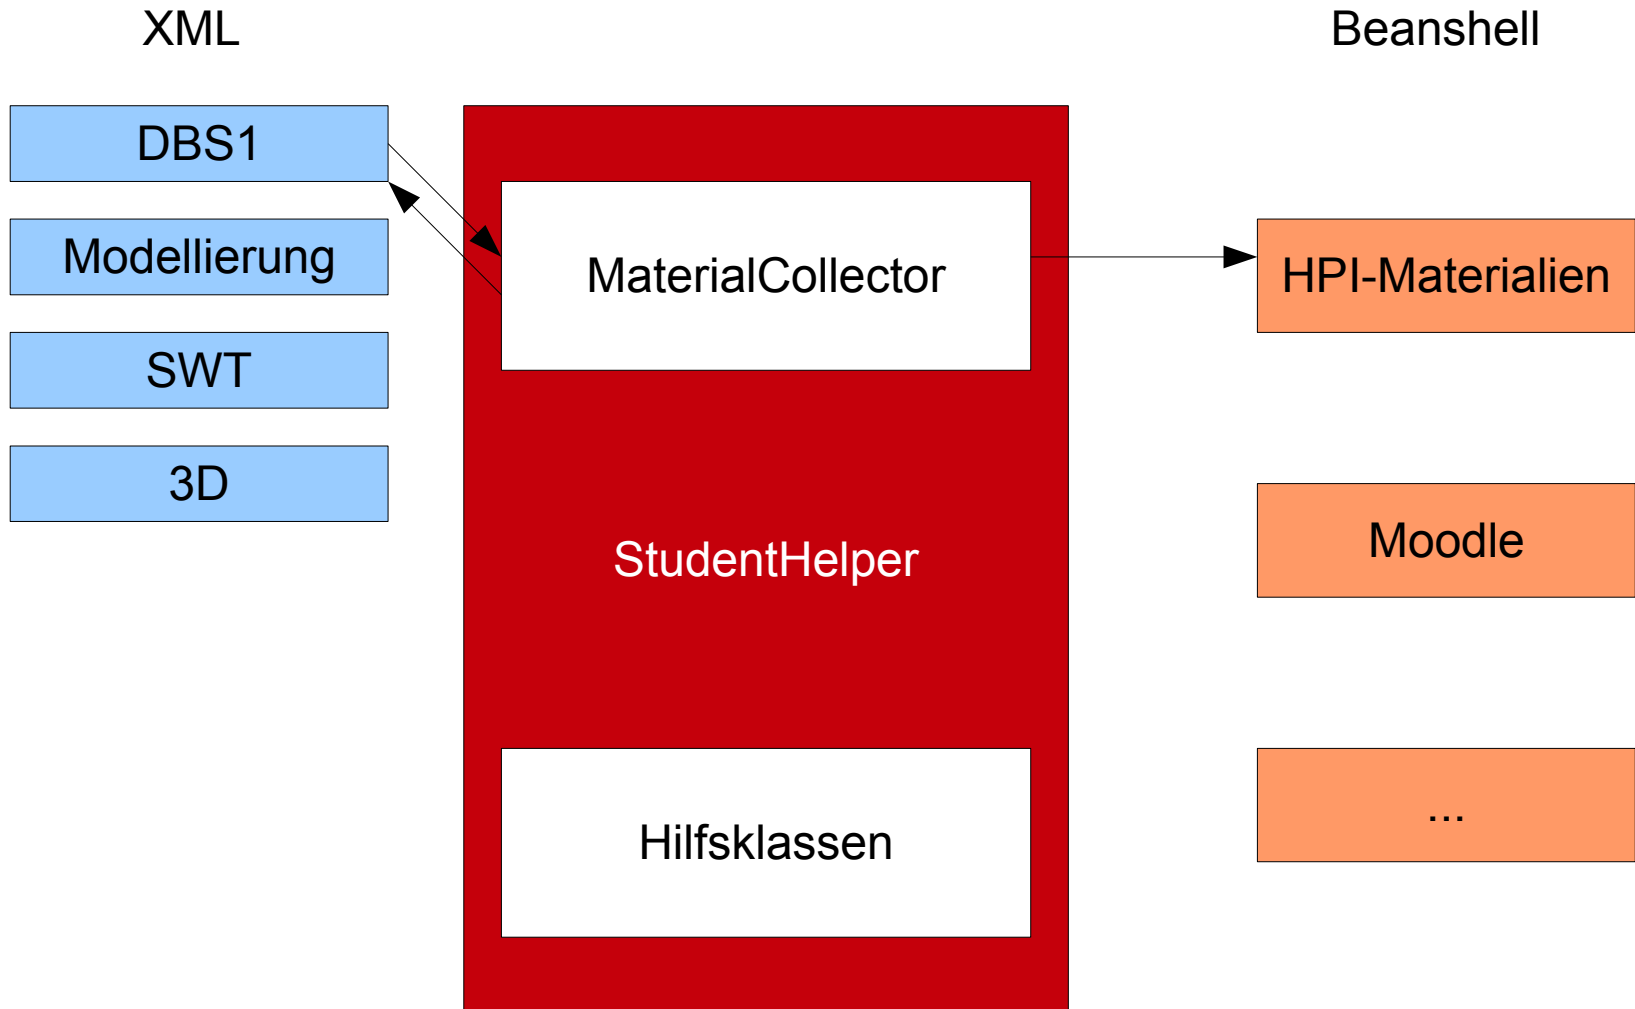 XML
Beanshell
DBS1
Modellierung
SWT
3D
MaterialCollector
StudentHelper
Hilfsklassen
HPI-Materialien
Moodle
...